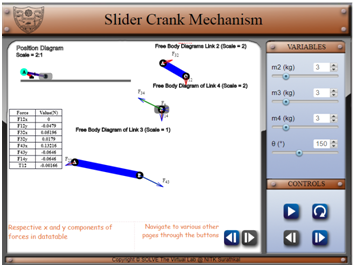 Slider Crank Mechanism
Position Diagram
Scale = 2:1
Free Body Diagrams Link 2 (Scale = 2)
F32
Free Body Diagram of Link 4 (Scale = 2)
F34
Free Body Diagram of Link 3 (Scale = 1)
F43
A
B
Force Value(N)
F12x 0
F12y -0.0479
F32x 0.08196
F32y 0.0179
F43x 0.13216
F43y -0.0646
F14y -0.0646
T12 -0.00166
Respective x and y components of
forces in datatable
Navigate to various other
pages through the buttons
VARIABLES
m2 (kg) 3
m3 (kg) 3
m4 (kg) 3
θ (°) 150
CONTROLS
Copyright © SOLVE The Virtual Lab @ NITK Surathkal